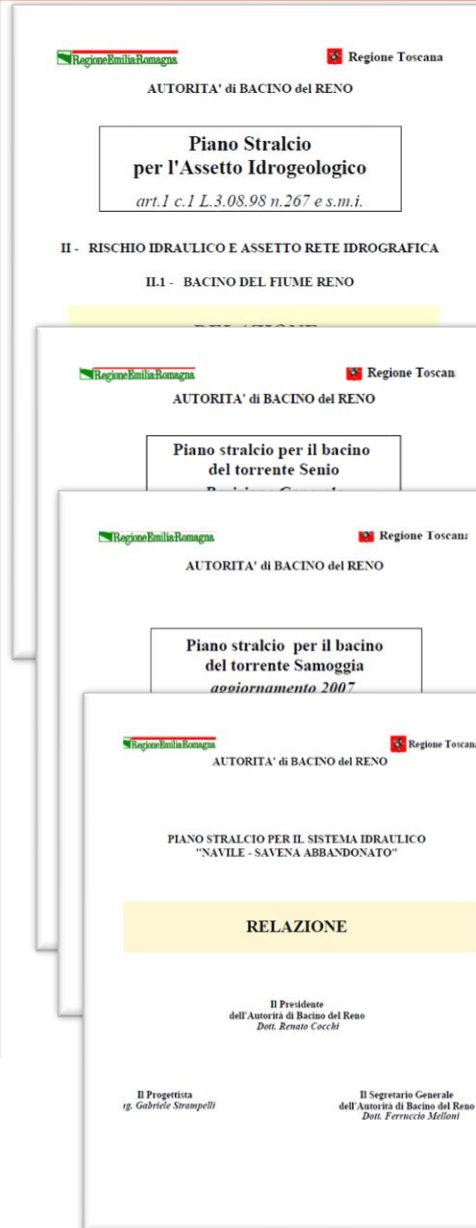 RegioneEmiliaRomagna
Regione Toscana
AUTORITA' di BACINO del RENO
Piano Stralcio
per l'Assetto Idrogeologico
art.1 c.1 L.3.08.98 n.267 e s.m.i.
II - RISCHIO IDRAULICO E ASSETTO RETE IDROGRAFICA
II.1 - BACINO DEL FIUME RENO
RELAZIONE
RegioneEmiliaRomagna
Regione Toscan
AUTORITA' di BACINO del RENO
Piano stralcio per il bacino
del torrente Senio
RegioneEmiliaRomagna
Regione Toscana
AUTORITA' di BACINO del RENO
Piano stralcio per il bacino
del torrente Samoggia
aggiornamento 2007
RegioneEmiliaRomagna
Regione Toscana
AUTORITA' di BACINO del RENO
PIANO STRALCIO PER IL SISTEMA IDRAULICO
"NAVILE - SAVENA ABBANDONATO"
RELAZIONE
Il Presidente
dell'Autorità di Bacino del Reno
Dott. Renato Cocchi
Il Progettista
ng. Gabriele Strampelli
Il Segretario Generale
dell'Autorità di Bacino del Reno
Dott. Ferruccio Melloni